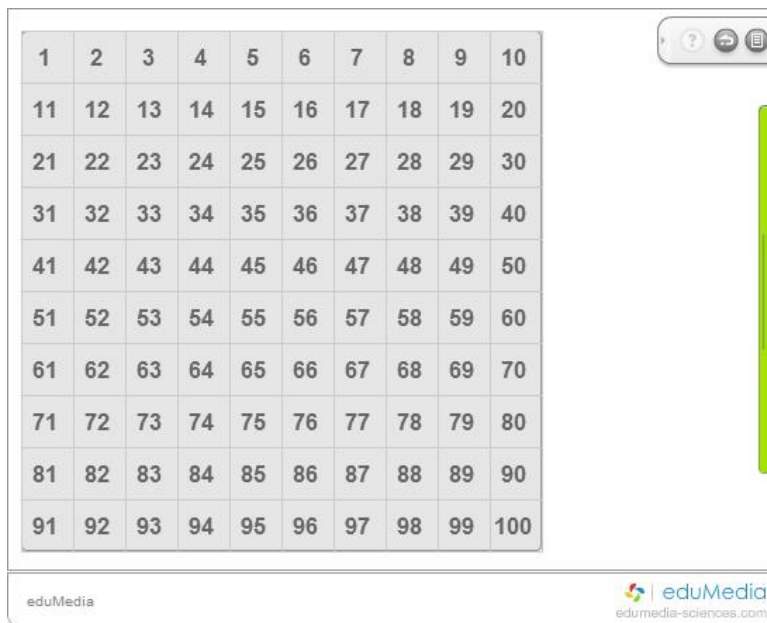 1 2 3 4 5 6 7 8 9 10
11 12 13 14 15 16 17 18 19 20
21 22 23 24 25 26 27 28 29 30
31 32 33 34 35 36 37 38 39 40
41 42 43 44 45 46 47 48 49 50
51 52 53 54 55 56 57 58 59 60
61 62 63 64 65 66 67 68 69 70
71 72 73 74 75 76 77 78 79 80
81 82 83 84 85 86 87 88 89 90
91 92 93 94 95 96 97 98 99 100
?
eduMedia
eduMedia
edumedia-sciences.com